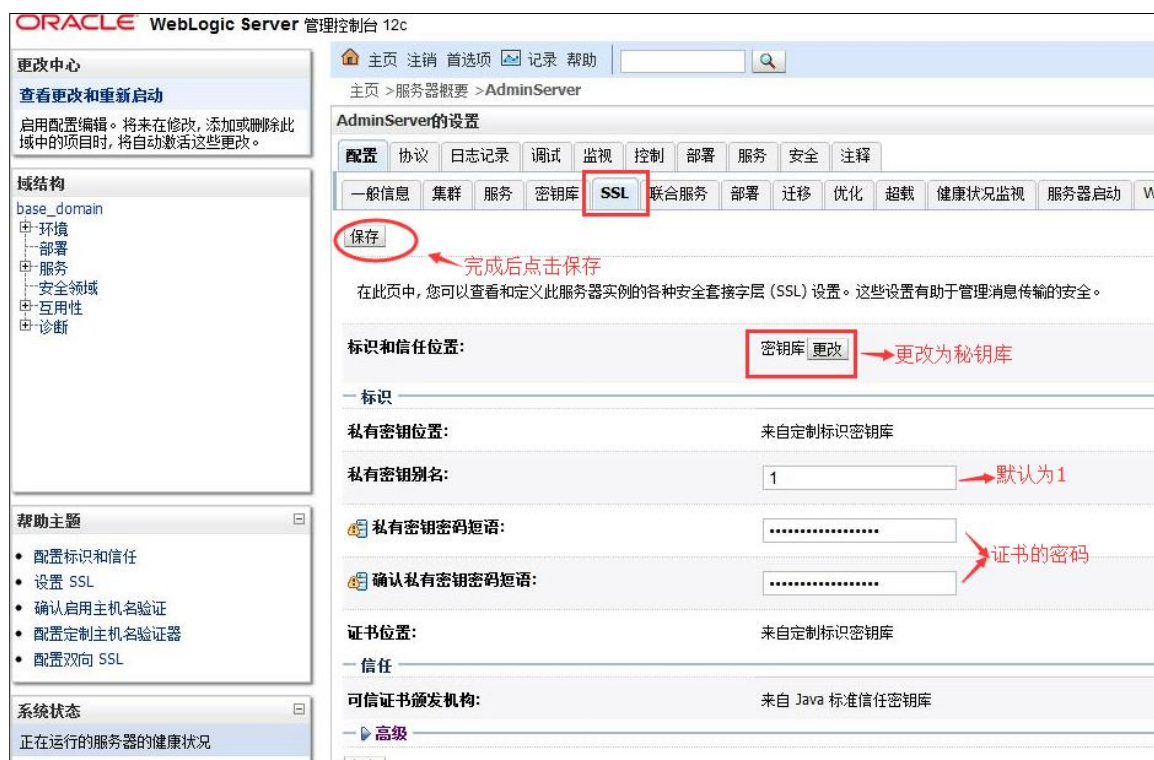 ORACLE WebLogic Server 管理控制台 12c
更改中心
查看更改和重新启动
启用配置编辑。将来在修改, 添加或删除此
域中的项目时, 将自动激活这些更改。
域结构
base_domain
环境
部署
服务
安全领域
互用性
诊断
帮助主题
配置标识和信任
设置 SSL
确认启用主机名验证
配置定制主机名验证器
配置双向 SSL
系统状态
正在运行的服务器的健康状况
主页 注销 首选项 记录 帮助
主页 >服务器概要 >AdminServer
AdminServer的设置
配置 协议 日志记录 调试 监视 控制 部署 服务 安全 注释
一般信息 集群 服务 密钥库 SSL 联合服务 部署 迁移 优化 超载 健康状况监视 服务器启动 W
保存
完成后点击保存
在此页中, 您可以查看和定义此服务器实例的各种安全套接字层 (SSL) 设置。这些设置有助于管理消息传输的安全。
标识和信任位置: 密钥库 更改 更改为秘钥库
标识
私有密钥位置: 来自定制标识密钥库
私有密钥别名: 1 默认为1
私有密钥密码短语: ••••••••••••••••••
证书的密码
确认私有密钥密码短语: ••••••••••••••••••
证书位置: 来自定制标识密钥库
信任
可信证书颁发机构: 来自 Java 标准信任密钥库
高级